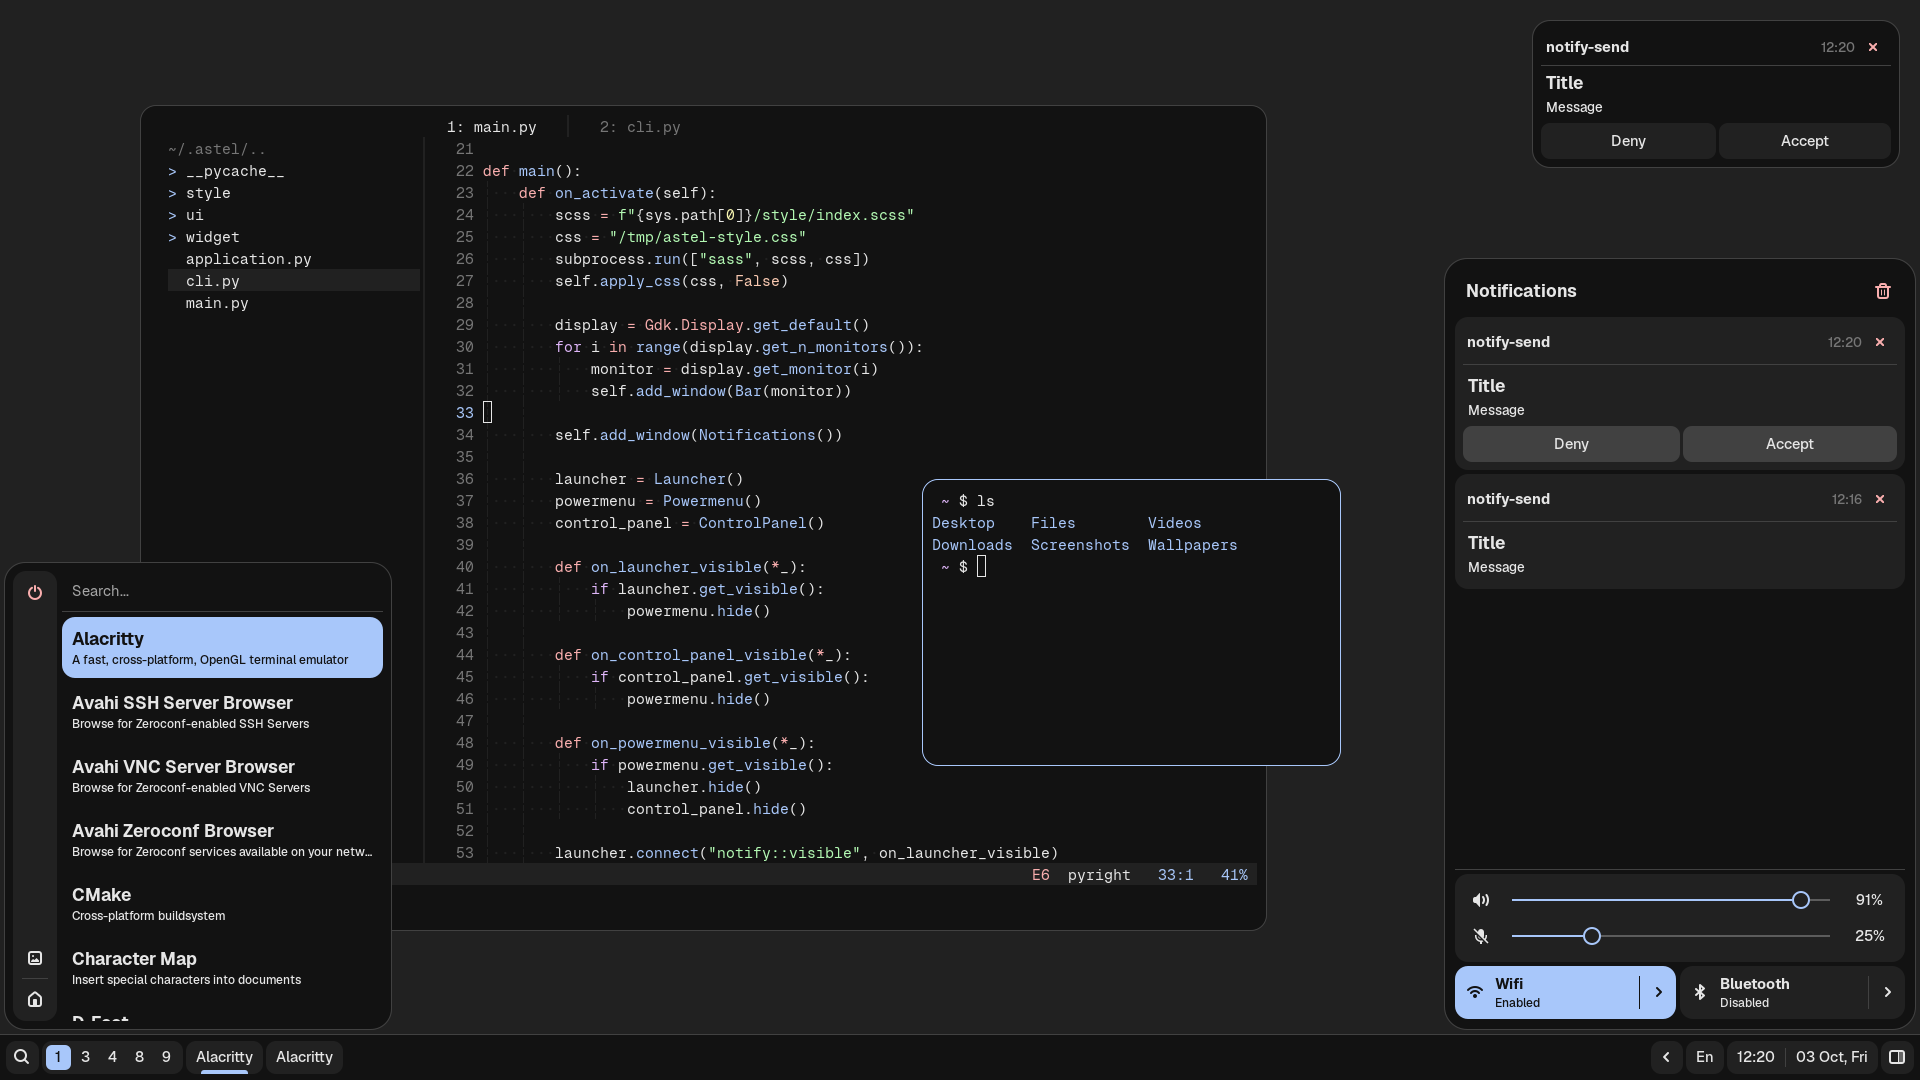 notify-send 12:20
Title
Message
Deny Accept
1: main.py 2: cli.py
~/.astel/..
> __pycache__
> style
> ui
> widget
application.py
cli.py
main.py
21
22 def main():
23 def on_activate(self):
24 scss = f"{sys.path[0]}/style/index.scss"
25 css = "/tmp/astel-style.css"
26 subprocess.run(["sass", scss, css])
27 self.apply_css(css, False)
28
29 display = Gdk.Display.get_default()
30 for i in range(display.get_n_monitors()):
31 monitor = display.get_monitor(i)
32 self.add_window(Bar(monitor))
33
34 self.add_window(Notifications())
35
36 launcher = Launcher()
37 powermenu = Powermenu()
38 control_panel = ControlPanel()
39
40 def on_launcher_visible(*_):
41 if launcher.get_visible():
42 powermenu.hide()
43
44 def on_control_panel_visible(*_):
45 if control_panel.get_visible():
46 powermenu.hide()
47
48 def on_powermenu_visible(*_):
49 if powermenu.get_visible():
50 launcher.hide()
51 control_panel.hide()
52
53 launcher.connect("notify::visible", on_launcher_visible)
E6 pyright 33:1 41%
~ $ ls
Desktop Files Videos
Downloads Screenshots Wallpapers
~ $
Search...
Alacritty
A fast, cross-platform, OpenGL terminal emulator
Avahi SSH Server Browser
Browse for Zeroconf-enabled SSH Servers
Avahi VNC Server Browser
Browse for Zeroconf-enabled VNC Servers
Avahi Zeroconf Browser
Browse for Zeroconf services available on your netw...
CMake
Cross-platform buildsystem
Character Map
Insert special characters into documents
Notifications
notify-send 12:20
Title
Message
Deny Accept
notify-send 12:16
Title
Message
91%
25%
Wifi
Enabled
Bluetooth
Disabled
1 3 4 8 9 Alacritty Alacritty
En 12:20 03 Oct, Fri